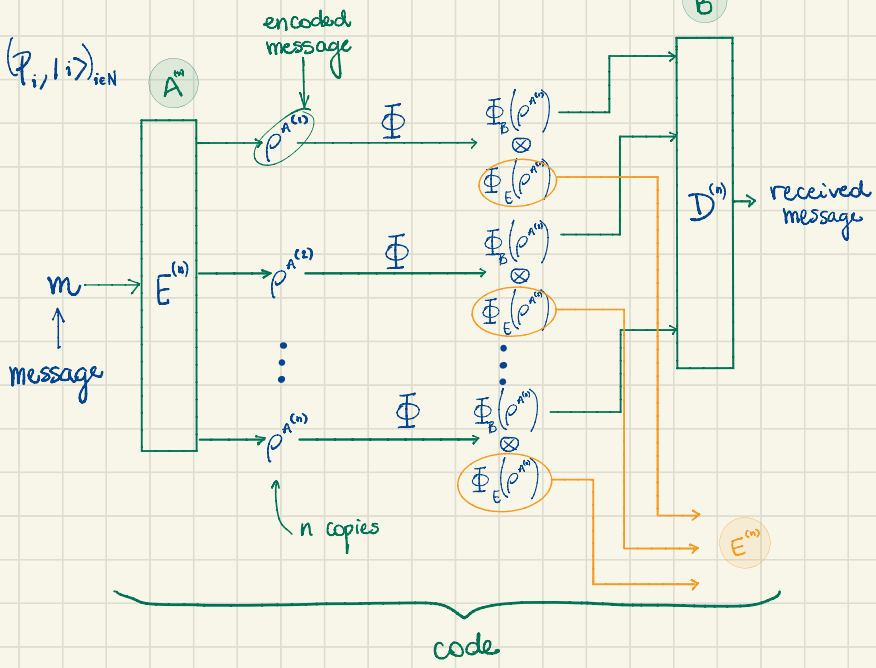 encoded
message
(Pᵢ, |i⟩)ᵢ∈ℕ
A⁽ⁿ⁾
B
ρ^A⁽¹⁾
Φ
Φ_B(ρ^A⁽¹⁾)
⊗
Φ_E(ρ^A⁽¹⁾)
D⁽ⁿ⁾
received
message
m
E⁽ⁿ⁾
ρ^A⁽²⁾
Φ
Φ_B(ρ^A⁽²⁾)
⊗
Φ_E(ρ^A⁽²⁾)
message
ρ^A⁽ⁿ⁾
Φ
Φ_B(ρ^A⁽ⁿ⁾)
⊗
Φ_E(ρ^A⁽ⁿ⁾)
n copies
E⁽ⁿ⁾
code